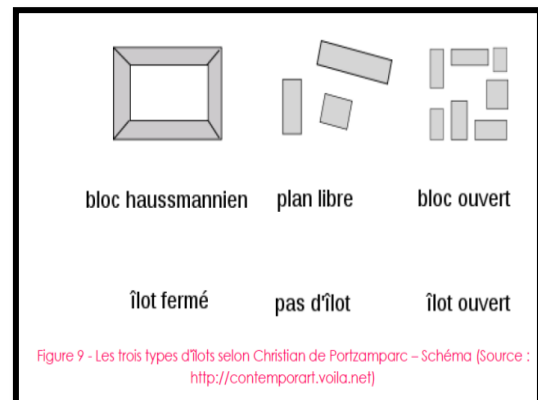 bloc haussmannien plan libre bloc ouvert
îlot fermé pas d'îlot îlot ouvert
Figure 9 - Les trois types d'îlots selon Christian de Portzamparc – Schéma (Source :
http://contemporart.voila.net)